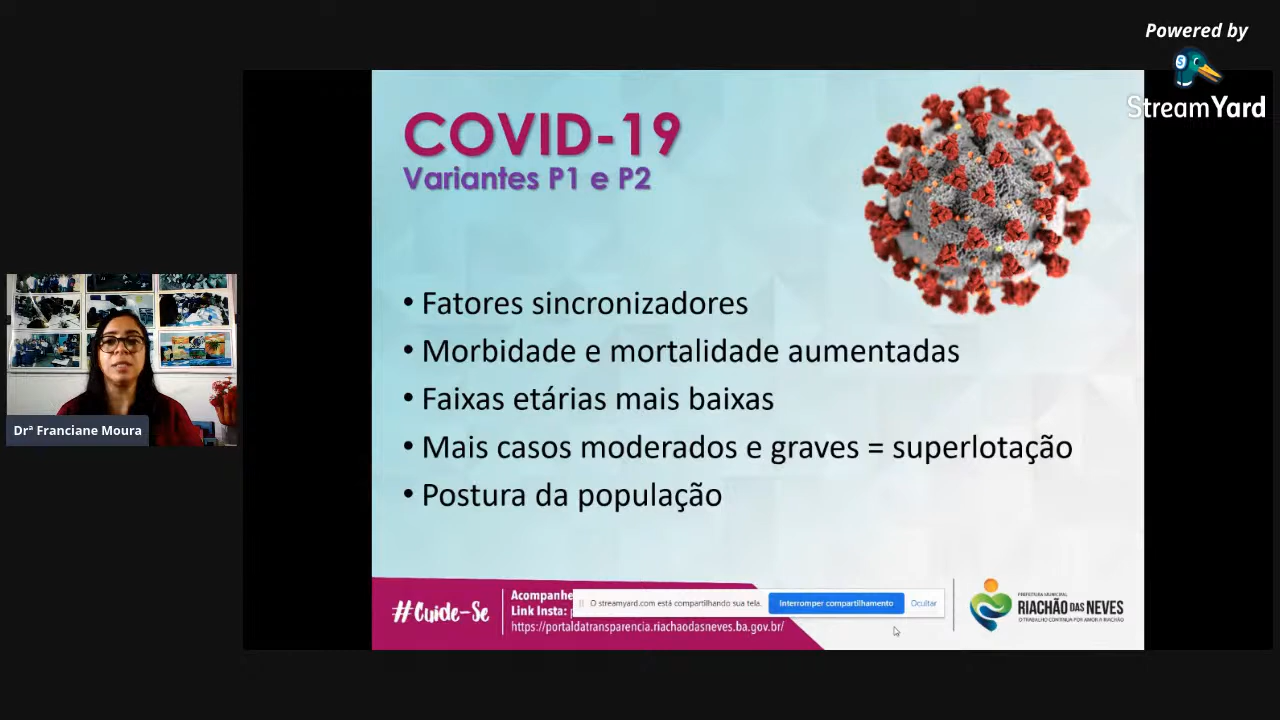 Powered by
StreamYard
COVID-19
Variantes P1 e P2
• Fatores sincronizadores
• Morbidade e mortalidade aumentadas
• Faixas etárias mais baixas
• Mais casos moderados e graves = superlotação
• Postura da população
Drª Franciane Moura
#Cuide-Se
Acompanhe
Link Insta:
https://portaldatransparencia.riachaodasneves.ba.gov.br/
O streamyard.com está compartilhando sua tela.
Interromper compartilhamento
Ocultar
PREFEITURA MUNICIPAL
RIACHÃO DAS NEVES
O TRABALHO CONTINUA POR AMOR A RIACHÃO